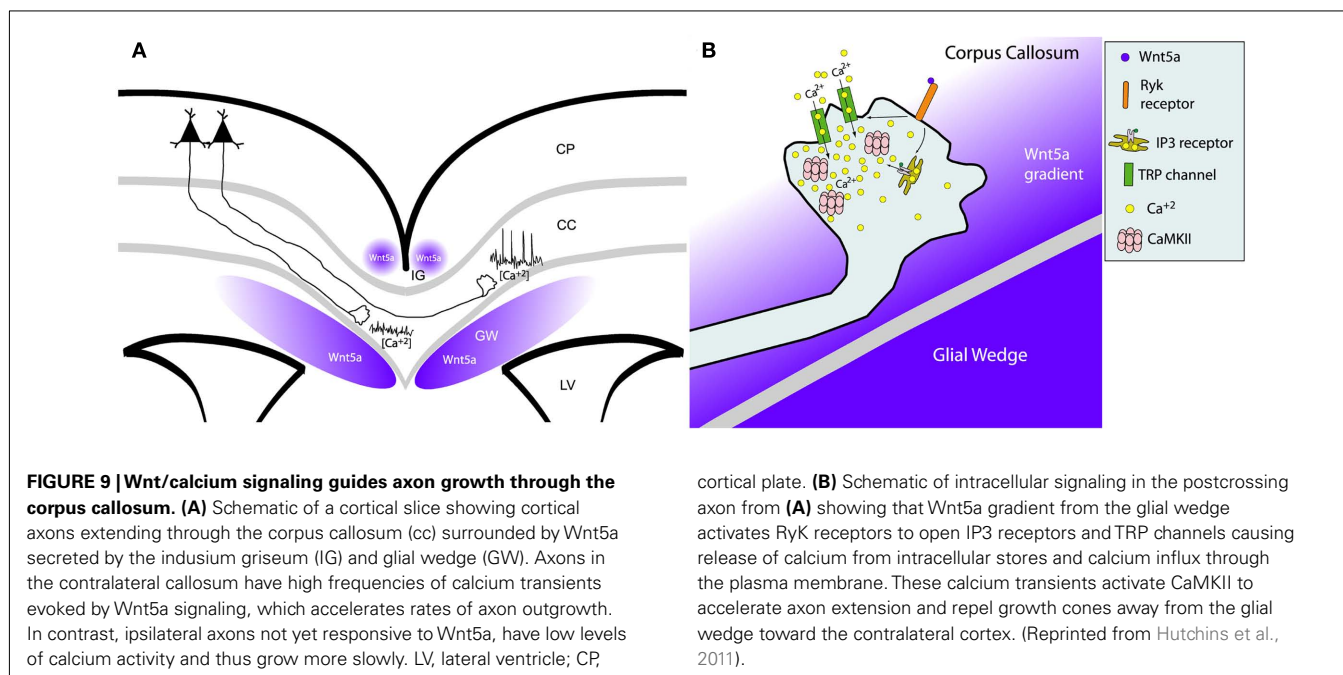 A
CP
CC
Wnt5a
Wnt5a
IG
[Ca+2]
[Ca+2]
GW
Wnt5a
Wnt5a
LV
B
Corpus Callosum
Ca2+
Ca2+
Ca2+
Wnt5a
gradient
Glial Wedge
Wnt5a
Ryk
receptor
IP3 receptor
TRP channel
Ca+2
CaMKII
FIGURE 9 | Wnt/calcium signaling guides axon growth through the
corpus callosum. (A) Schematic of a cortical slice showing cortical
axons extending through the corpus callosum (cc) surrounded by Wnt5a
secreted by the indusium griseum (IG) and glial wedge (GW). Axons in
the contralateral callosum have high frequencies of calcium transients
evoked by Wnt5a signaling, which accelerates rates of axon outgrowth.
In contrast, ipsilateral axons not yet responsive to Wnt5a, have low levels
of calcium activity and thus grow more slowly. LV, lateral ventricle; CP,
cortical plate. (B) Schematic of intracellular signaling in the postcrossing
axon from (A) showing that Wnt5a gradient from the glial wedge
activates RyK receptors to open IP3 receptors and TRP channels causing
release of calcium from intracellular stores and calcium influx through
the plasma membrane. These calcium transients activate CaMKII to
accelerate axon extension and repel growth cones away from the glial
wedge toward the contralateral cortex. (Reprinted from Hutchins et al.,
2011).